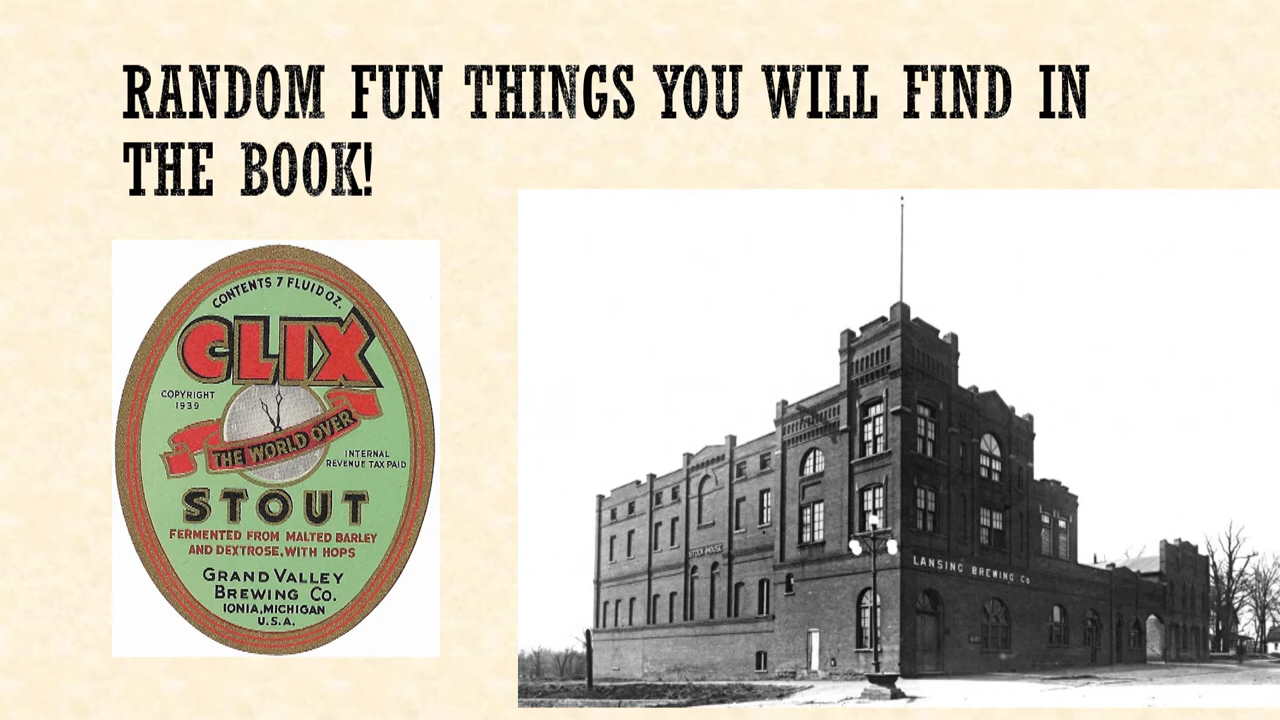 RANDOM FUN THINGS YOU WILL FIND IN
THE BOOK!
CONTENTS 7 FLUID OZ.
CLIX
COPYRIGHT
1939
THE WORLD OVER
INTERNAL
REVENUE TAX PAID
STOUT
FERMENTED FROM MALTED BARLEY
AND DEXTROSE, WITH HOPS
GRAND VALLEY
BREWING CO.
IONIA, MICHIGAN
U.S.A.
STOCK HOUSE
LANSING BREWING CO